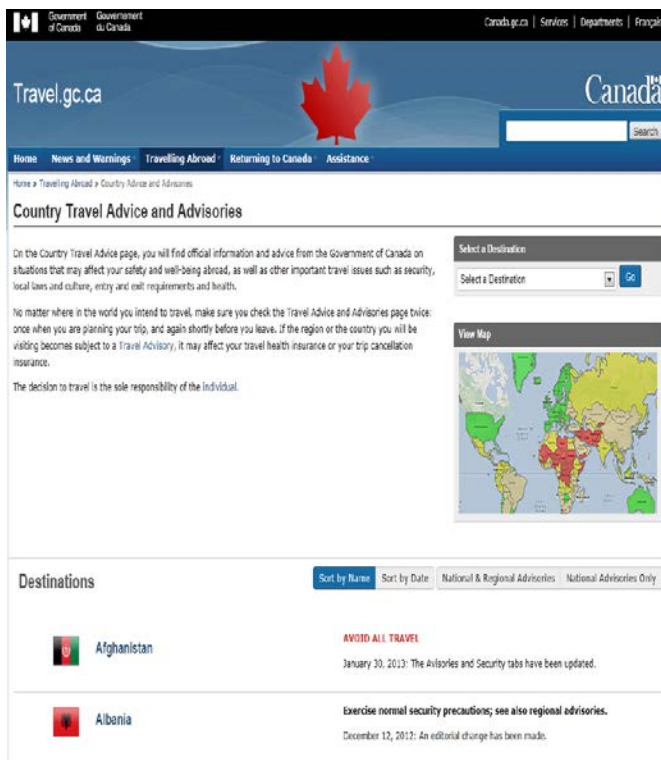 Government of Canada
Gouvernement du Canada
Canada.gc.ca | Services | Departments | Français
Travel.gc.ca
Canada
Search
Home News and Warnings Travelling Abroad Returning to Canada Assistance
Home > Travelling Abroad > Country Advice and Advisories
Country Travel Advice and Advisories
On the Country Travel Advice page, you will find official information and advice from the Government of Canada on
situations that may affect your safety and well-being abroad, as well as other important travel issues such as security,
local laws and culture, entry and exit requirements and health.
No matter where in the world you intend to travel, make sure you check the Travel Advice and Advisories page twice:
once when you are planning your trip, and again shortly before you leave. If the region or the country you will be
visiting becomes subject to a Travel Advisory, it may affect your travel health insurance or your trip cancellation
insurance.
The decision to travel is the sole responsibility of the individual.
Select a Destination
Select a Destination Go
View Map
Destinations
Sort by Name Sort by Date National & Regional Advisories National Advisories Only
Afghanistan
AVOID ALL TRAVEL
January 30, 2013: The Avisories and Security tabs have been updated.
Albania
Exercise normal security precautions; see also regional advisories.
December 12, 2012: An editorial change has been made.